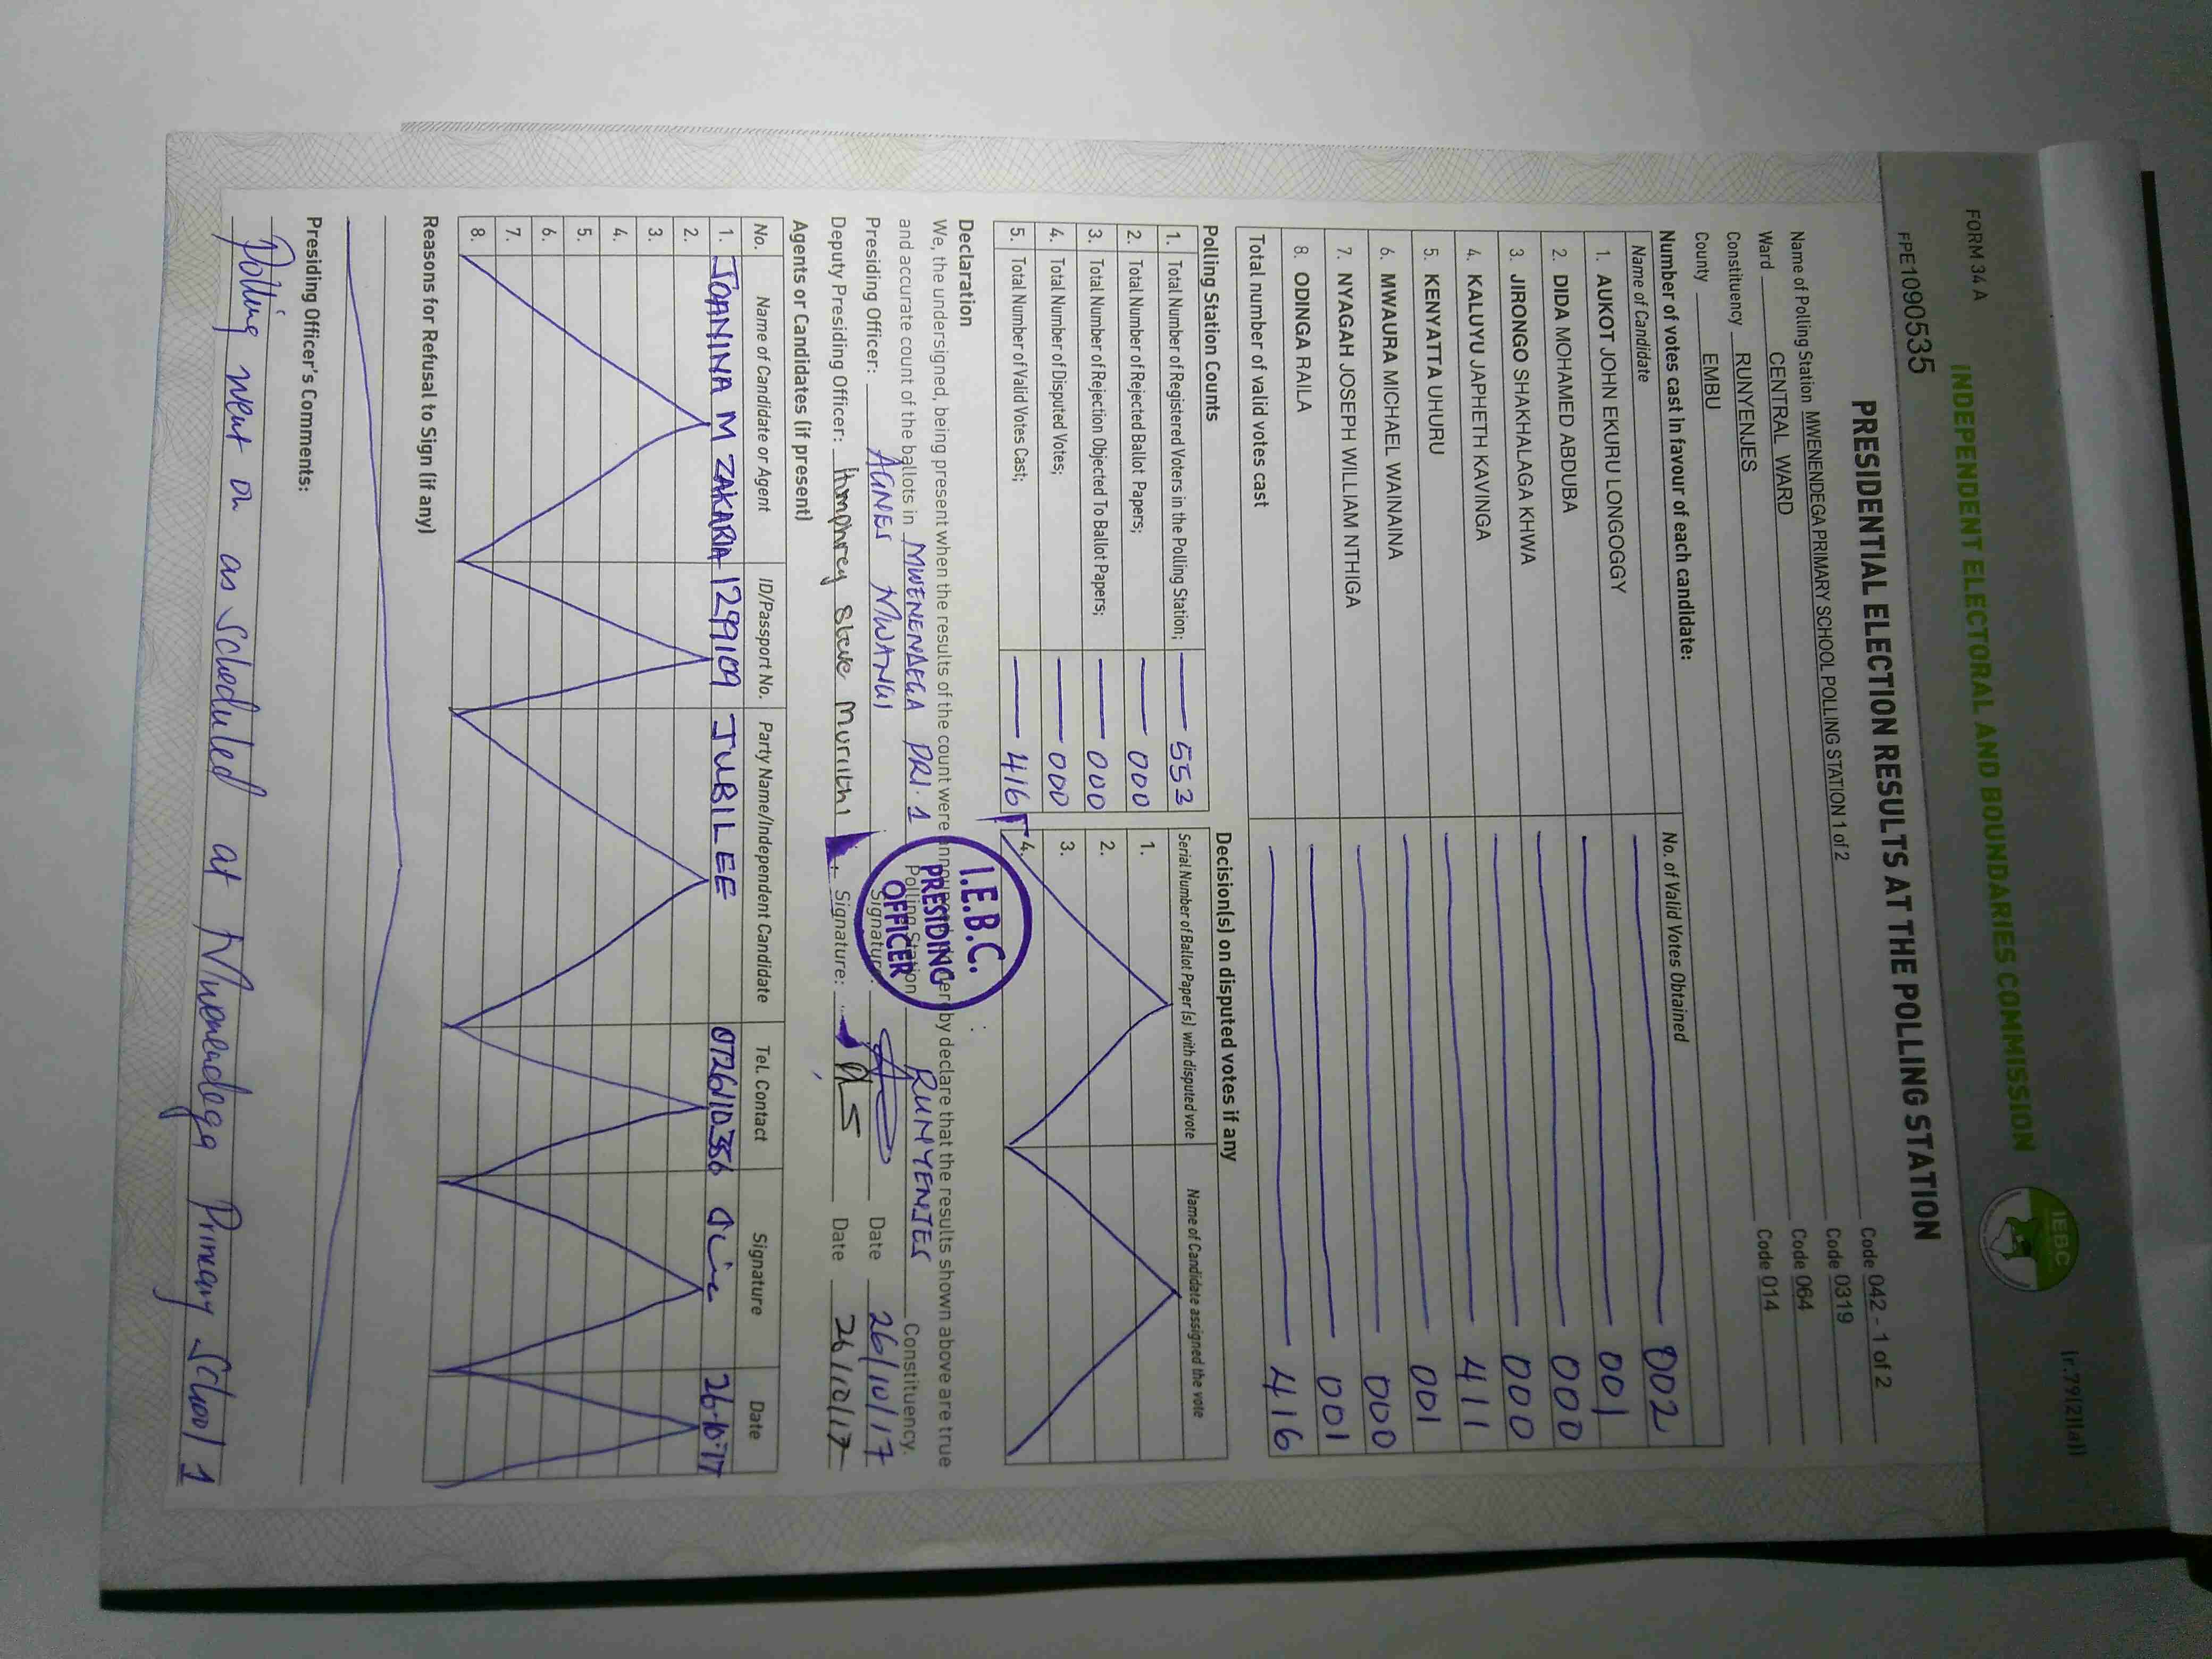 FORM 34 A
INDEPENDENT ELECTORAL AND BOUNDARIES COMMISSION
IEBC
(r.79(2)(a))
FPE1090535
PRESIDENTIAL ELECTION RESULTS AT THE POLLING STATION
Name of Polling Station MWENENDEGA PRIMARY SCHOOL POLLING STATION 1 of 2 Code 042 - 1 of 2
Ward CENTRAL WARD Code 0319
Constituency RUNYENJES Code 064
County EMBU Code 014
Number of votes cast in favour of each candidate:
Name of Candidate No. of Valid Votes Obtained
1. AUKOT JOHN EKURU LONGOGGY 002
2. DIDA MOHAMED ABDUBA 001
3. JIRONGO SHAKHALAGA KHWA 000
4. KALUYU JAPHETH KAVINGA 000
5. KENYATTA UHURU 411
6. MWAURA MICHAEL WAINAINA 001
7. NYAGAH JOSEPH WILLIAM NTHIGA 000
8. ODINGA RAILA 001
Total number of valid votes cast 416
Polling Station Counts
1. Total Number of Registered Voters in the Polling Station; 553
2. Total Number of Rejected Ballot Papers; 000
3. Total Number of Rejection Objected To Ballot Papers; 000
4. Total Number of Disputed Votes; 000
5. Total Number of Valid Votes Cast; 416
Decision(s) on disputed votes if any
Serial Number of Ballot Paper (s) with disputed vote Name of Candidate assigned the vote
1.
2.
3.
4.
Declaration
We, the undersigned, being present when the results of the count were announced, hereby declare that the results shown above are true
and accurate count of the ballots in MWENENDEGA PRI. 1 Polling Station RUNYENJES Constituency.
Presiding Officer: AGNES MWANGI Signature: Date 26/10/17
Deputy Presiding Officer: Humphrey Steve Murithi Signature: Date 26/10/17
I.E.B.C.
PRESIDING
OFFICER
Agents or Candidates (if present)
No. Name of Candidate or Agent ID/Passport No. Party Name/Independent Candidate Tel. Contact Signature Date
1. JOANINA M ZAKARIA 1299109 JUBILEE 0726110356 26.10.17
2.
3.
4.
5.
6.
7.
8.
Reasons for Refusal to Sign (if any)
Presiding Officer's Comments:
Polling went on as scheduled at Mwenendega Primary School 1